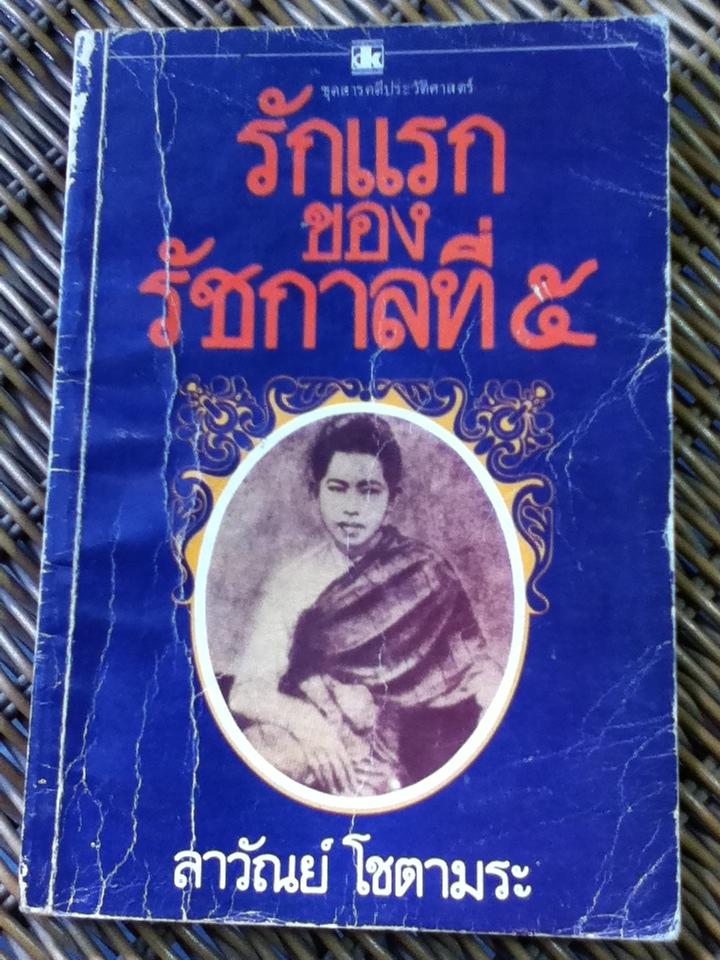 dk
ชุดสารคดีประวัติศาสตร์
รักแรก
ของ
รัชกาลที่ ๕
ลาวัณย์ โชตามระ